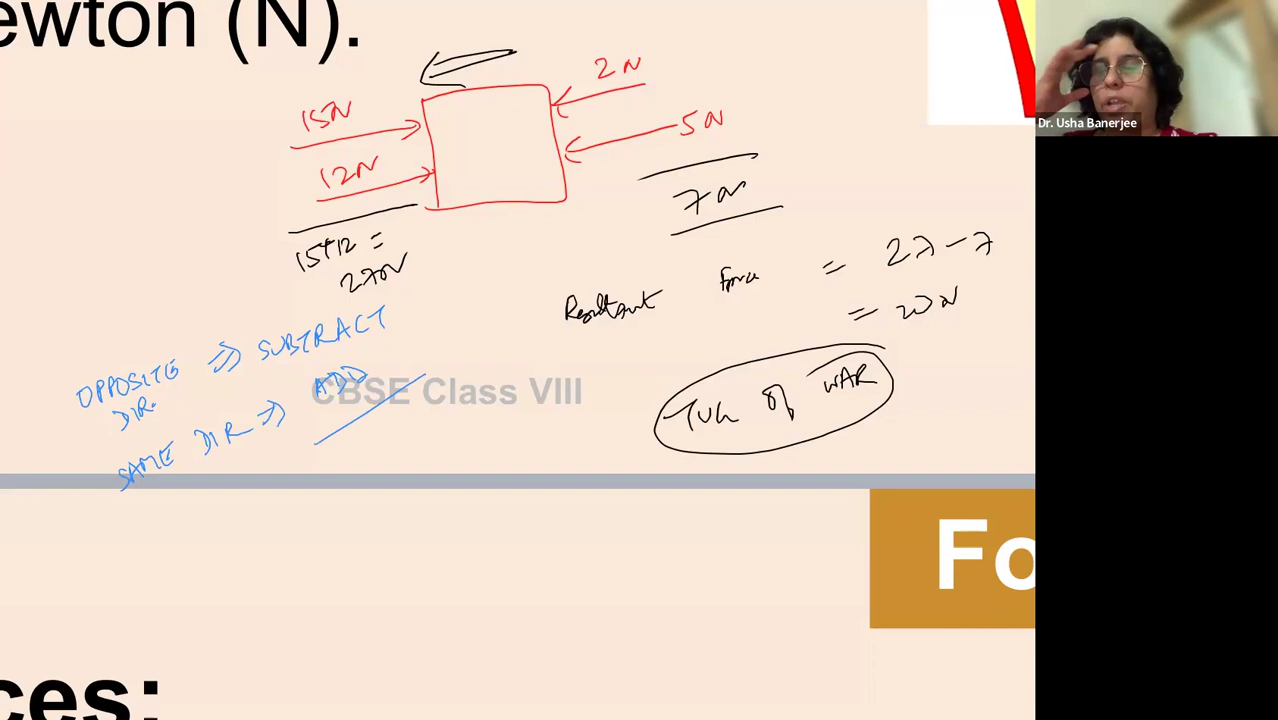 ewton (N).
2N
15N
5N
12N
7N
15+12 =
27N
= 27-7
Resultant Force
= 20N
OPPOSITE ⇒ SUBTRACT
DIR.
SAME DIR ⇒ ADD
CBSE Class VIII
TUG OF WAR
Dr. Usha Banerjee
Fo
ces: